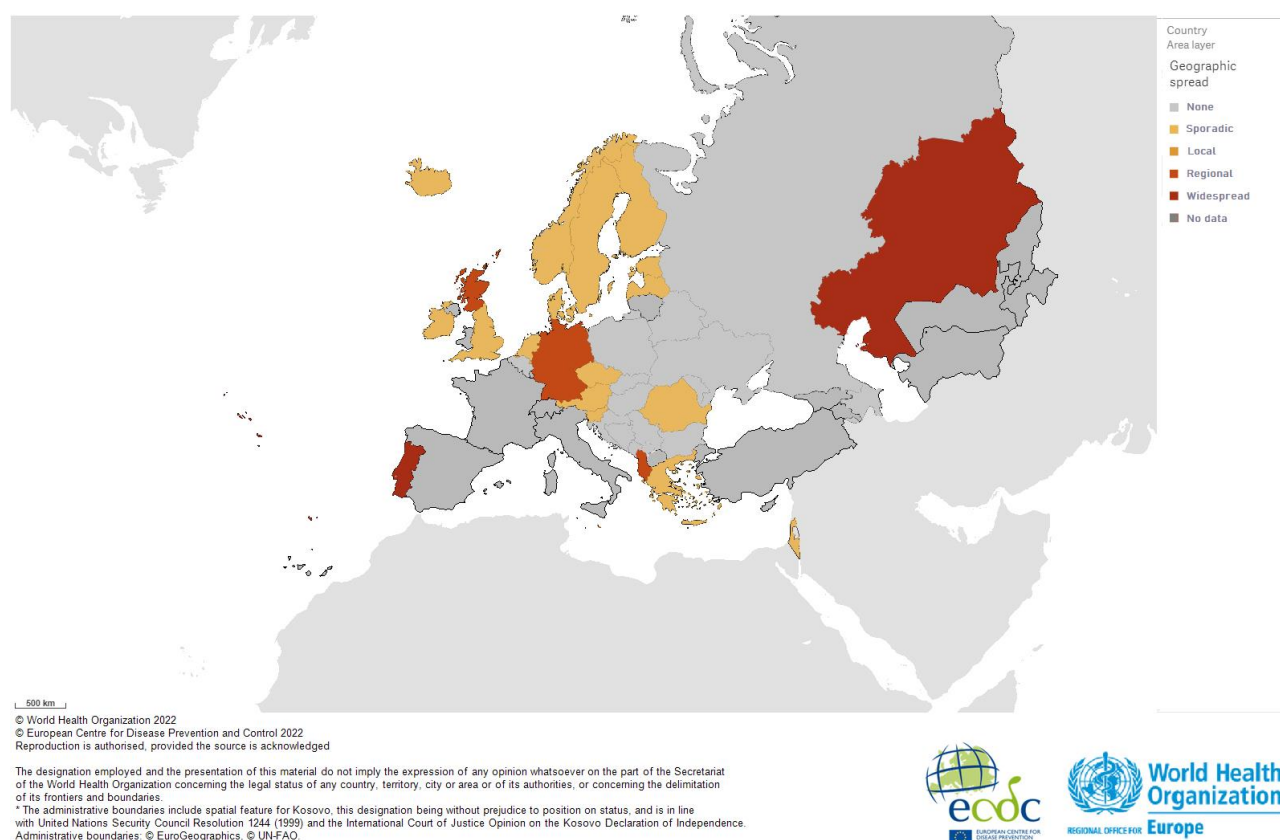 Country
Area layer
Geographic
spread
None
Sporadic
Local
Regional
Widespread
No data
500 km
© World Health Organization 2022
© European Centre for Disease Prevention and Control 2022
Reproduction is authorised, provided the source is acknowledged
The designation employed and the presentation of this material do not imply the expression of any opinion whatsoever on the part of the Secretariat
of the World Health Organization concerning the legal status of any country, territory, city or area or of its authorities, or concerning the delimitation
of its frontiers and boundaries.
* The administrative boundaries include spatial feature for Kosovo, this designation being without prejudice to position on status, and is in line
with United Nations Security Council Resolution 1244 (1999) and the International Court of Justice Opinion on the Kosovo Declaration of Independence.
Administrative boundaries: © EuroGeographics, © UN-FAO.
ecdc
EUROPEAN CENTRE FOR
DISEASE PREVENTION
World Health
Organization
REGIONAL OFFICE FOR Europe